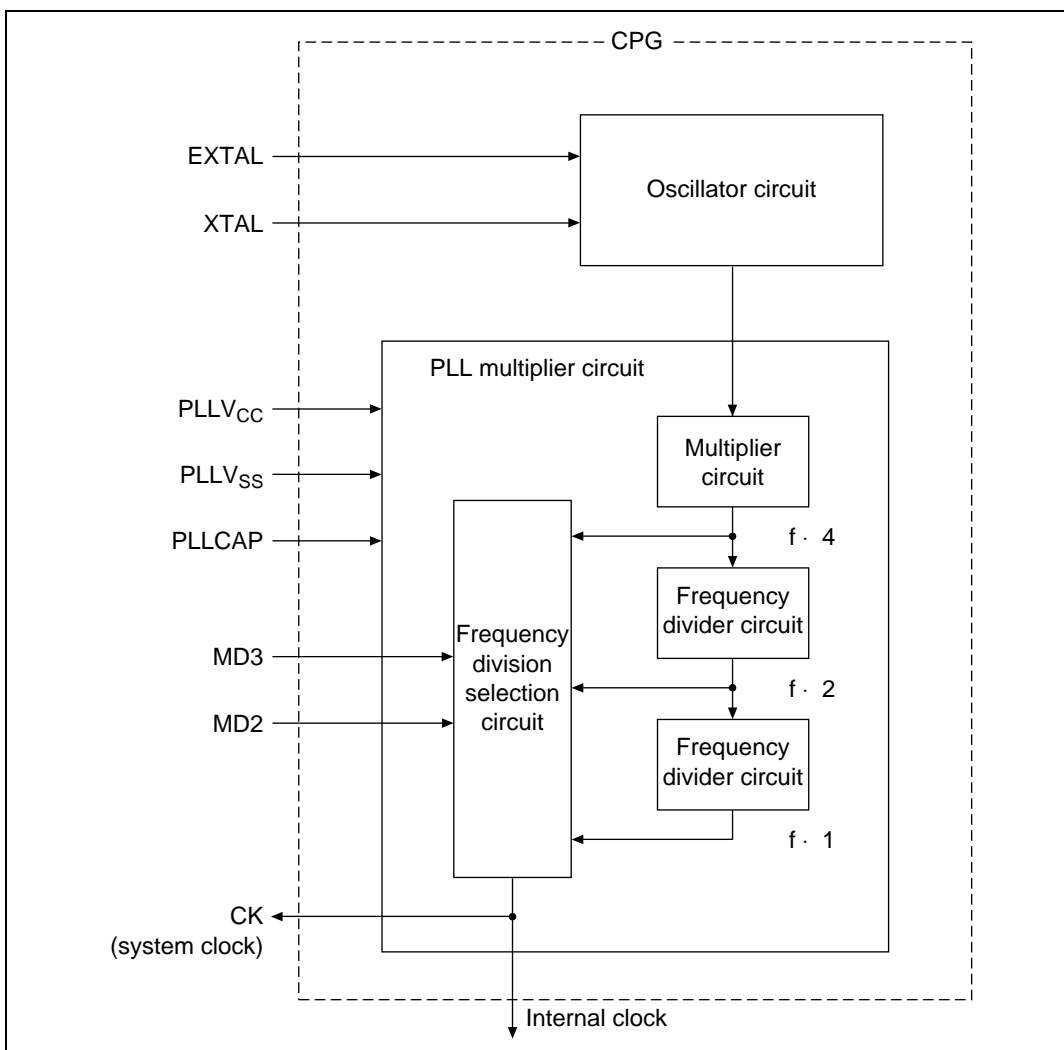 CPG
EXTAL
XTAL
Oscillator circuit
PLL multiplier circuit
PLLVCC
PLLVSS
PLLCAP
Multiplier
circuit
f · 4
Frequency
divider circuit
f · 2
Frequency
divider circuit
f · 1
MD3
MD2
Frequency
division
selection
circuit
CK
(system clock)
Internal clock